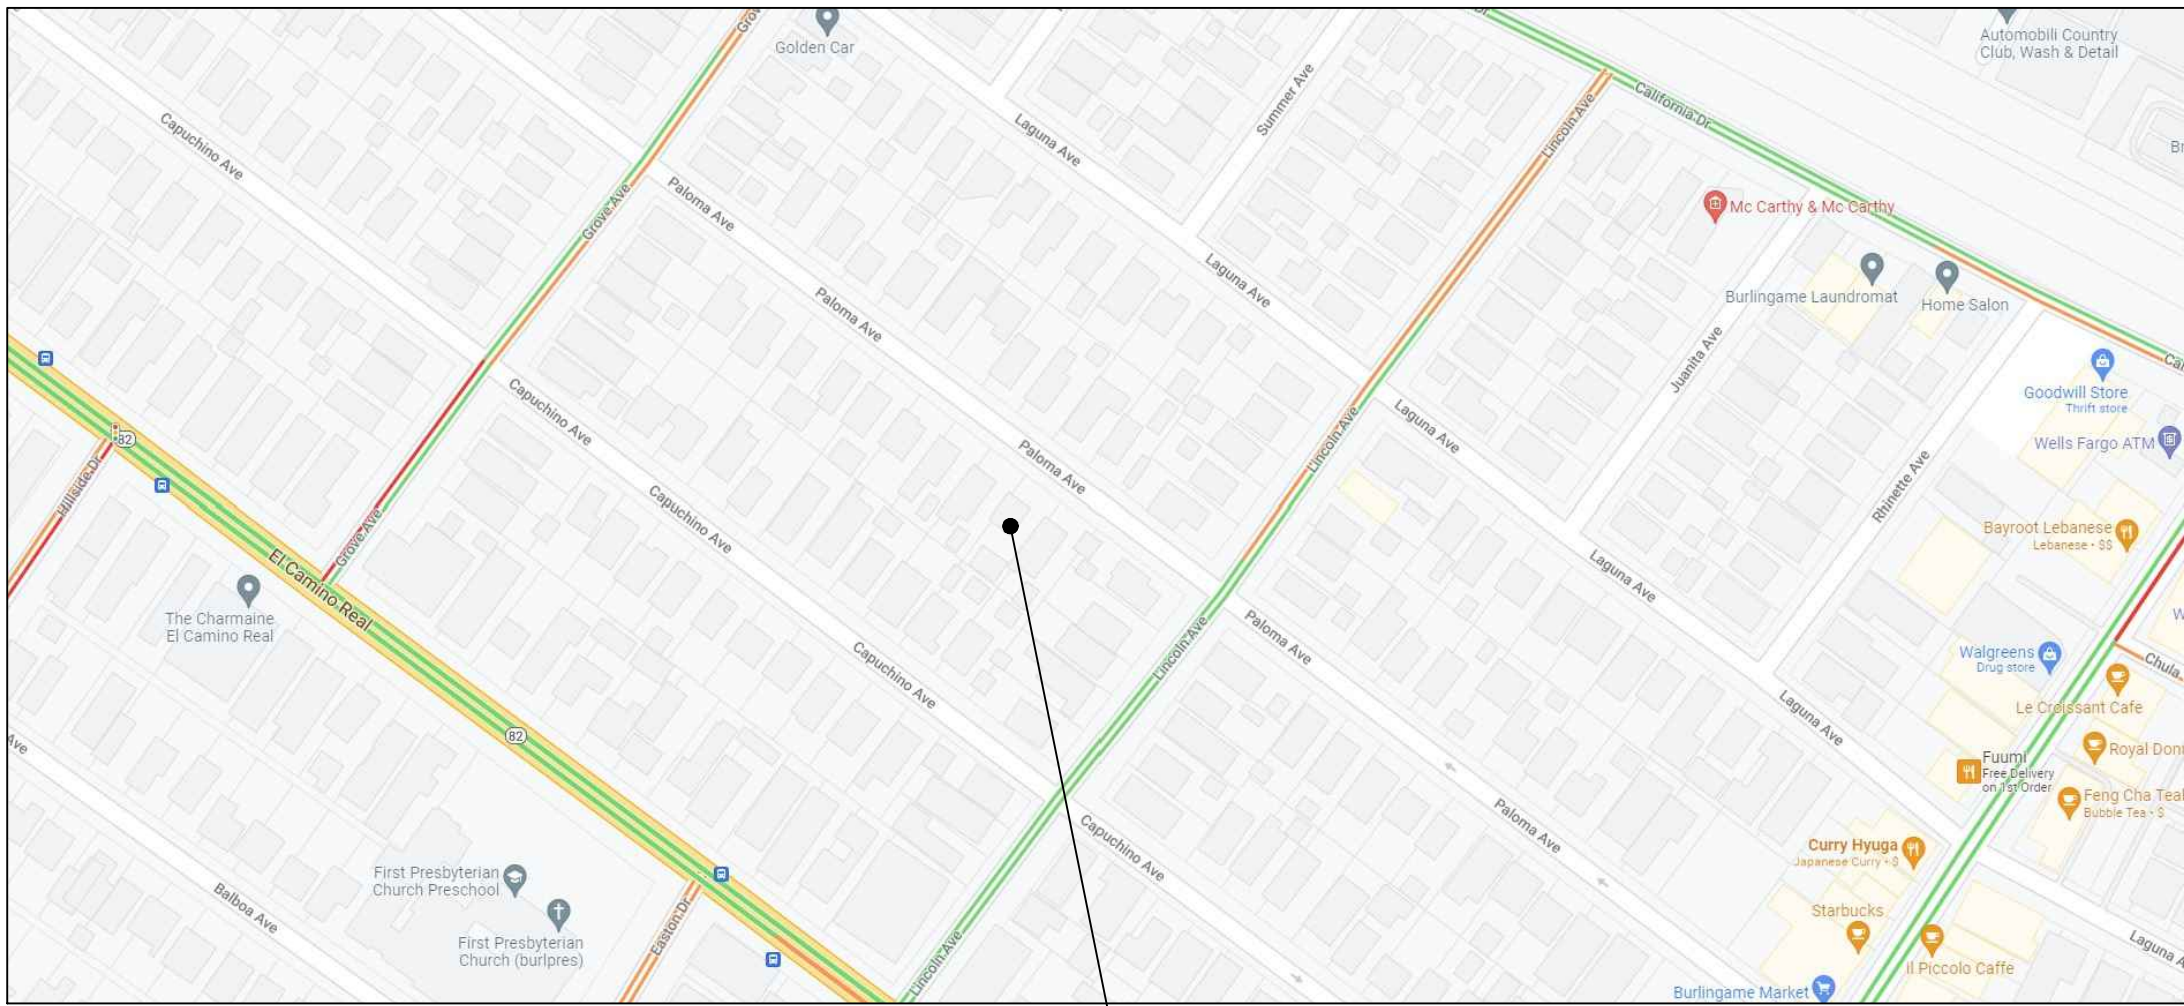 Golden Car
Automobili Country
Club, Wash & Detail
Summer Ave
Lincoln Ave
California Dr
Capuchino Ave
Laguna Ave
Grove Ave
Paloma Ave
Mc Carthy & Mc Carthy
Laguna Ave
Burlingame Laundromat
Home Salon
Paloma Ave
Juanita Ave
Goodwill Store
Thrift store
Capuchino Ave
Laguna Ave
Lincoln Ave
Wells Fargo ATM
82
Hillside Dr
Paloma Ave
Rhinette Ave
Capuchino Ave
Grove Ave
Bayroot Lebanese
Lebanese • $$
El Camino Real
Laguna Ave
The Charmaine
El Camino Real
Lincoln Ave
Paloma Ave
Walgreens
Drug store
Chula
Capuchino Ave
Le Croissant Cafe
Laguna Ave
82
Ave
Royal Don
Fuumi
Free Delivery
on 1st Order
Feng Cha Tea
Bubble Tea • $
Paloma Ave
Capuchino Ave
Curry Hyuga
Japanese Curry • $
First Presbyterian
Church Preschool
Balboa Ave
Easton Dr
Starbucks
First Presbyterian
Church (burlpres)
Lincoln Ave
Laguna A
Il Piccolo Caffe
Burlingame Market